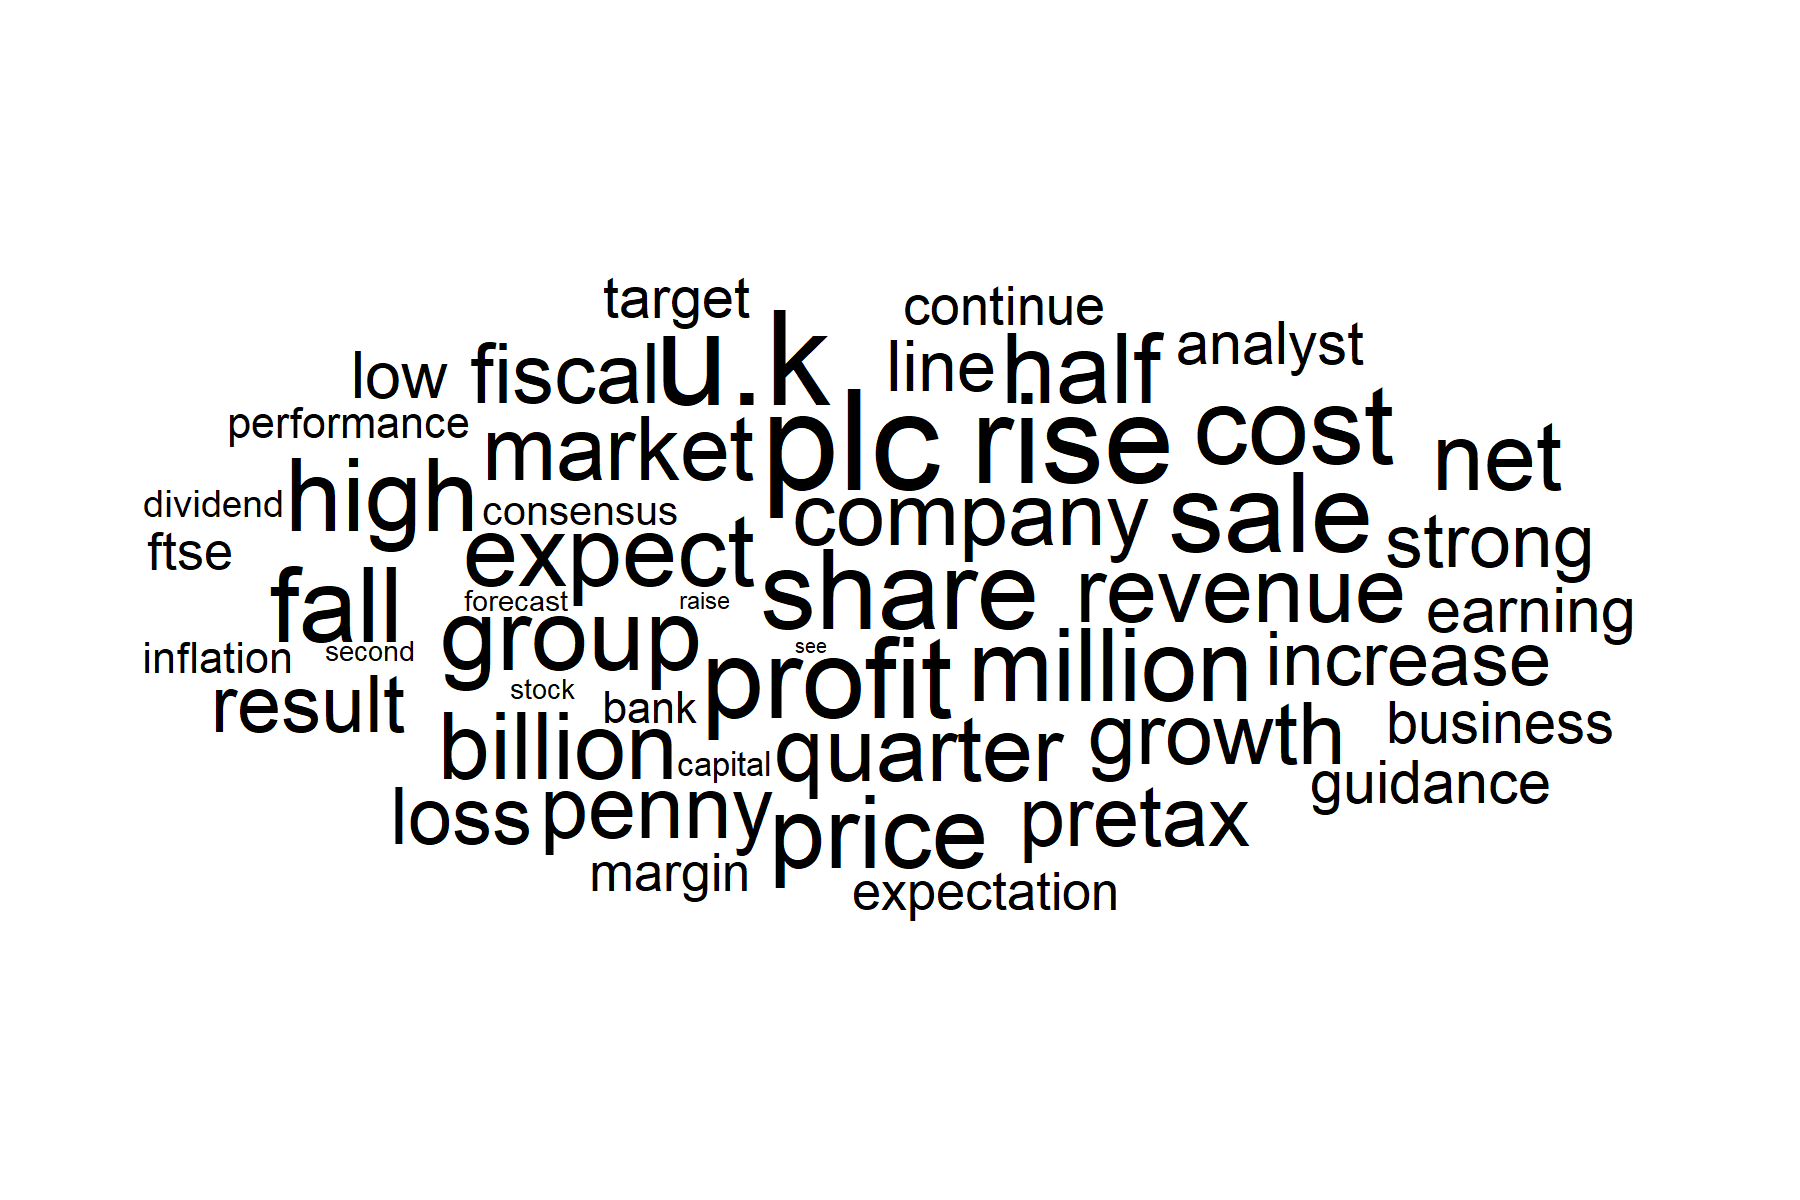 target continue
low fiscal u.k line half analyst
performance market plc rise cost net
dividend high consensus company sale strong
ftse expect share revenue earning
fall forecast raise
inflation second group see million increase
result stock bank profit growth business
billion capital quarter guidance
loss penny price pretax
margin expectation